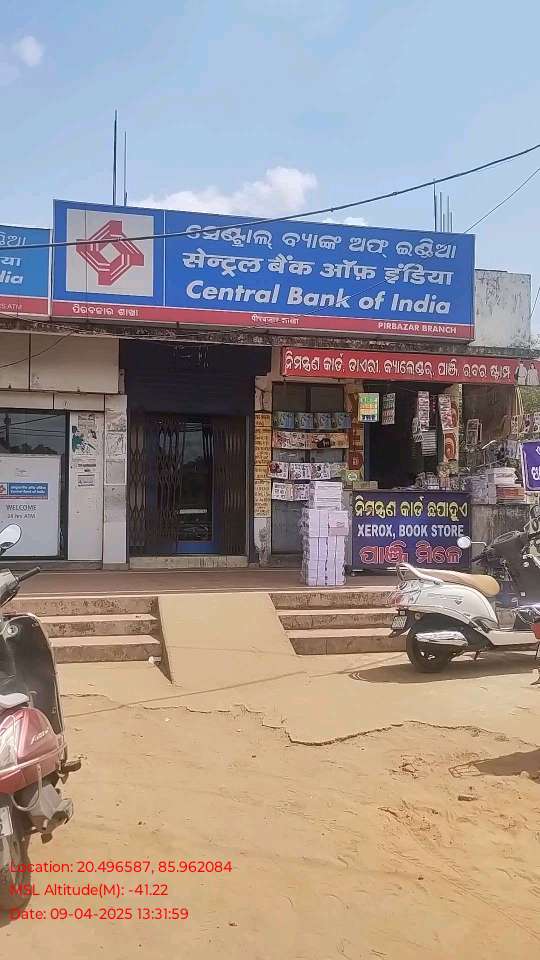 ସେଣ୍ଟ୍ରାଲ୍ ବ୍ୟାଙ୍କ ଅଫ୍ ଇଣ୍ଡିଆ
सेन्ट्रल बैंक ऑफ़ इंडिया
Central Bank of India
ପିରବଜାର ଶାଖା
पीरबजार शाखा
PIRBAZAR BRANCH
dia
ATM
ନିମନ୍ତ୍ରଣ କାର୍ଡ, ଡାଏରୀ, କ୍ୟାଲେଣ୍ଡର, ପାଞ୍ଜି, ରବର ଷ୍ଟାମ୍ପ
WELCOME
24 hrs ATM
ନିମନ୍ତ୍ରଣ କାର୍ଡ ଛପାହୁଏ
XEROX, BOOK STORE
ପାଞ୍ଜି ମିଳେ
Location: 20.496587, 85.962084
MSL Altitude(M): -41.22
Date: 09-04-2025 13:31:59